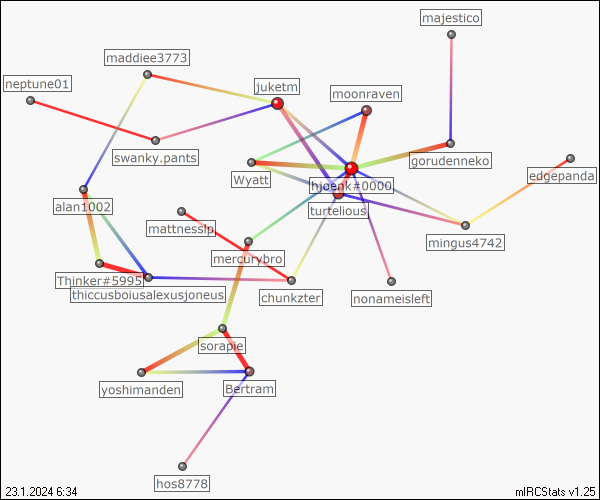 majestico
maddiee3773
neptune01
juketm
moonraven
swanky.pants
gorudenneko
Wyatt
edgepanda
hjoenk#0000
alan1002
turtelious
mattnesslp
mingus4742
mercurybro
Thinker#5995
thiccusboiusalexusjoneus
chunkzter
nonameisleft
sorapie
yoshimanden
Bertram
hos8778
23.1.2024 6:34
mIRCStats v1.25